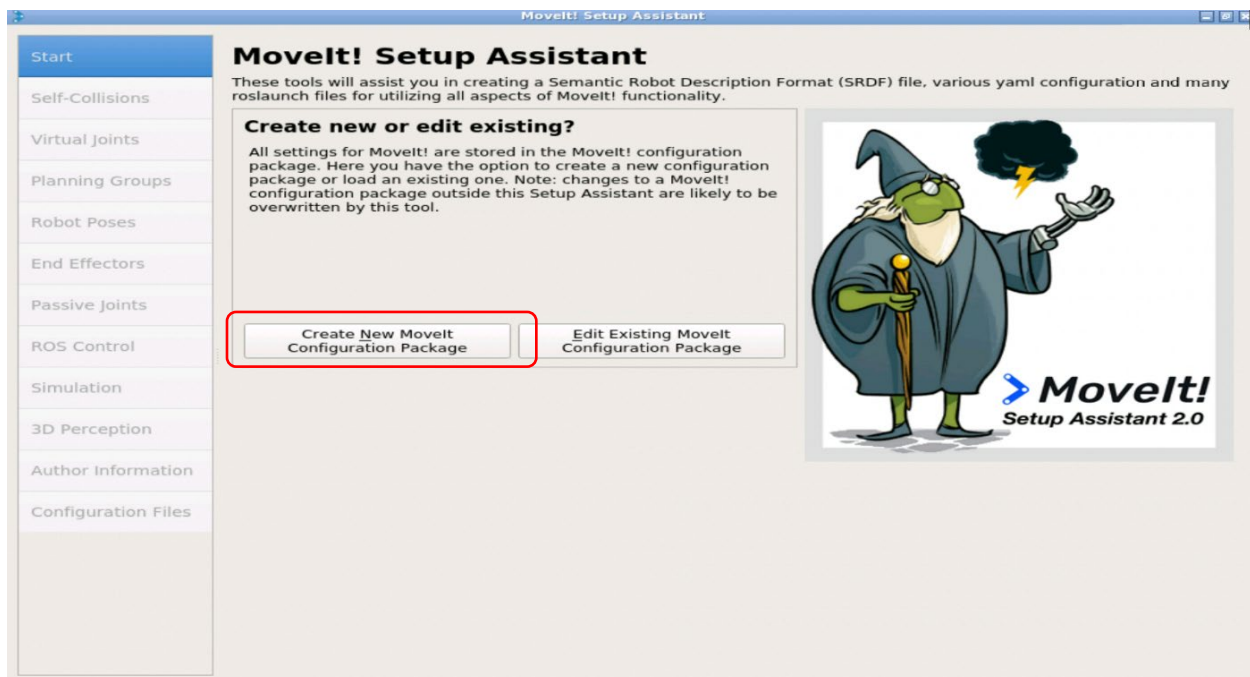 MoveIt! Setup Assistant
Start
Self-Collisions
Virtual Joints
Planning Groups
Robot Poses
End Effectors
Passive Joints
ROS Control
Simulation
3D Perception
Author Information
Configuration Files
MoveIt! Setup Assistant
These tools will assist you in creating a Semantic Robot Description Format (SRDF) file, various yaml configuration and many
roslaunch files for utilizing all aspects of MoveIt! functionality.
Create new or edit existing?
All settings for MoveIt! are stored in the MoveIt! configuration
package. Here you have the option to create a new configuration
package or load an existing one. Note: changes to a MoveIt!
configuration package outside this Setup Assistant are likely to be
overwritten by this tool.
Create New MoveIt
Configuration Package
Edit Existing MoveIt
Configuration Package
MoveIt!
Setup Assistant 2.0